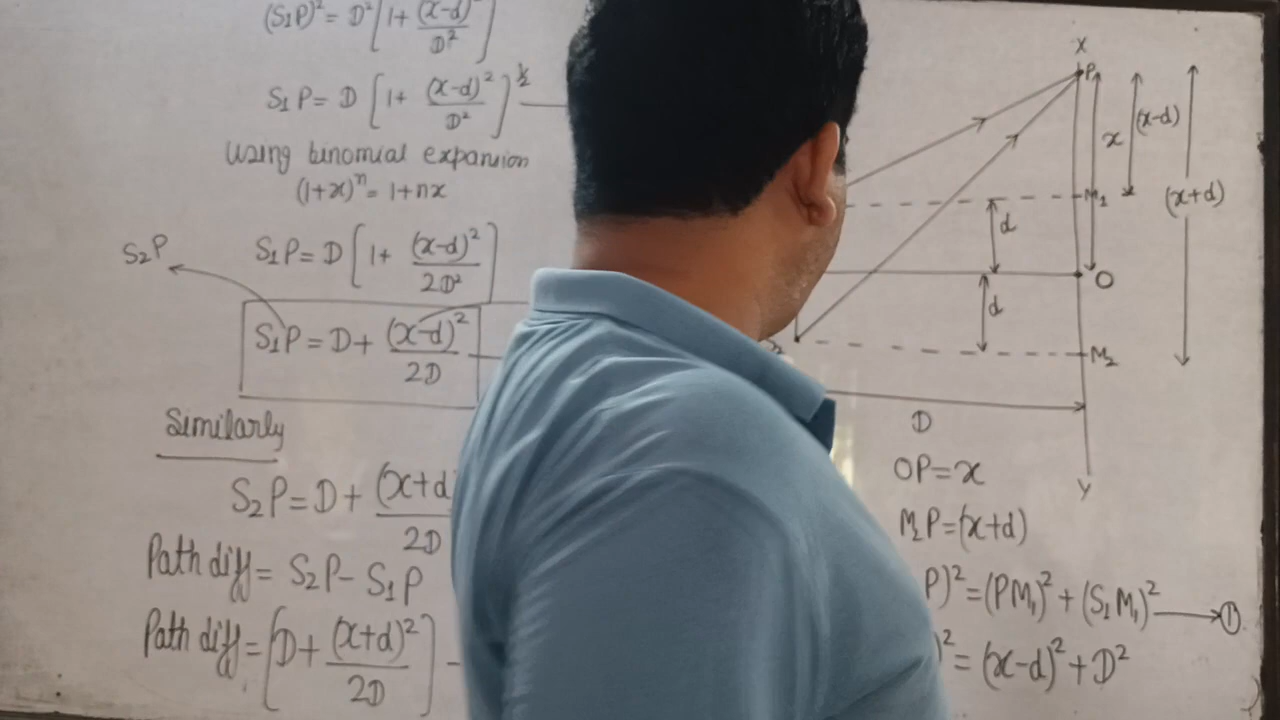 (S₁P)² = D² [1 + (x-d)² / D²]
S₁P = D [1 + (x-d)² / D²]^½
Using binomial expansion
(1+x)ⁿ = 1+nx
S₁P = D [1 + (x-d)² / 2D²]
S₂P
S₁P = D + (x-d)² / 2D
Similarly
S₂P = D + (x+d / 2D
Path diff = S₂P - S₁P
Path diff = [D + (x+d)² / 2D] -
X
P
x
(x-d)
(x+d)
M₁
d
O
d
M₂
D
Y
OP = x
M₂P = (x+d)
P)² = (PM₁)² + (S₁M₁)² → ①
)² = (x-d)² + D²